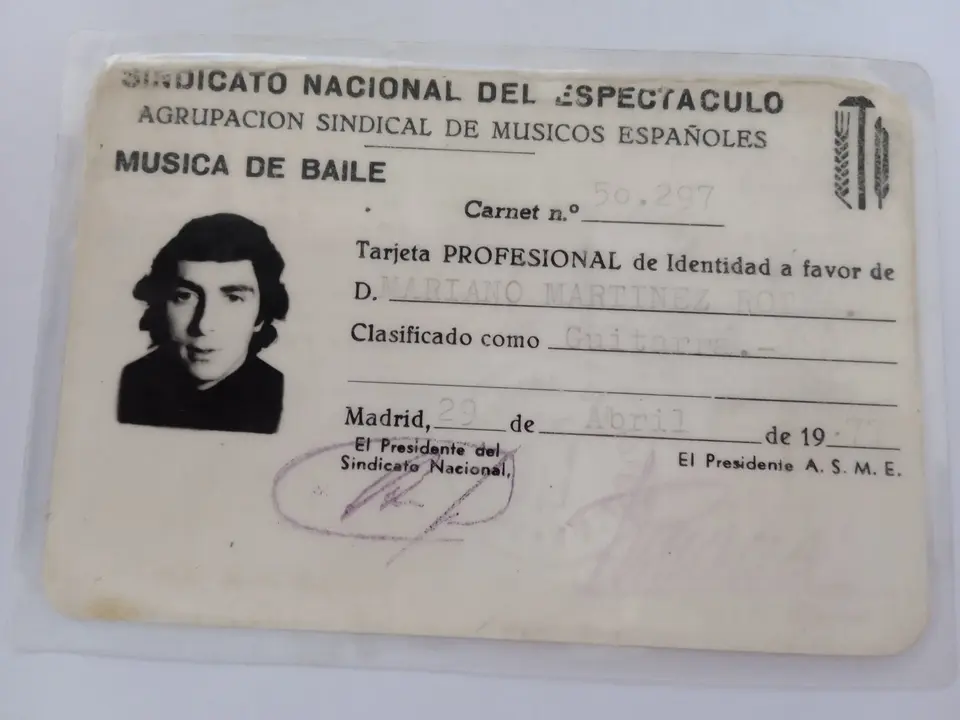 SINDICATO NACIONAL DEL ESPECTACULO
AGRUPACION SINDICAL DE MUSICOS ESPAÑOLES
MUSICA DE BAILE
Carnet n.º 50.297
Tarjeta PROFESIONAL de Identidad a favor de
D. MARIANO MARTINEZ
Clasificado como Guitarra.-
Madrid, 29 de Abril de 1977
El Presidente del
Sindicato Nacional,
El Presidente A. S. M. E.